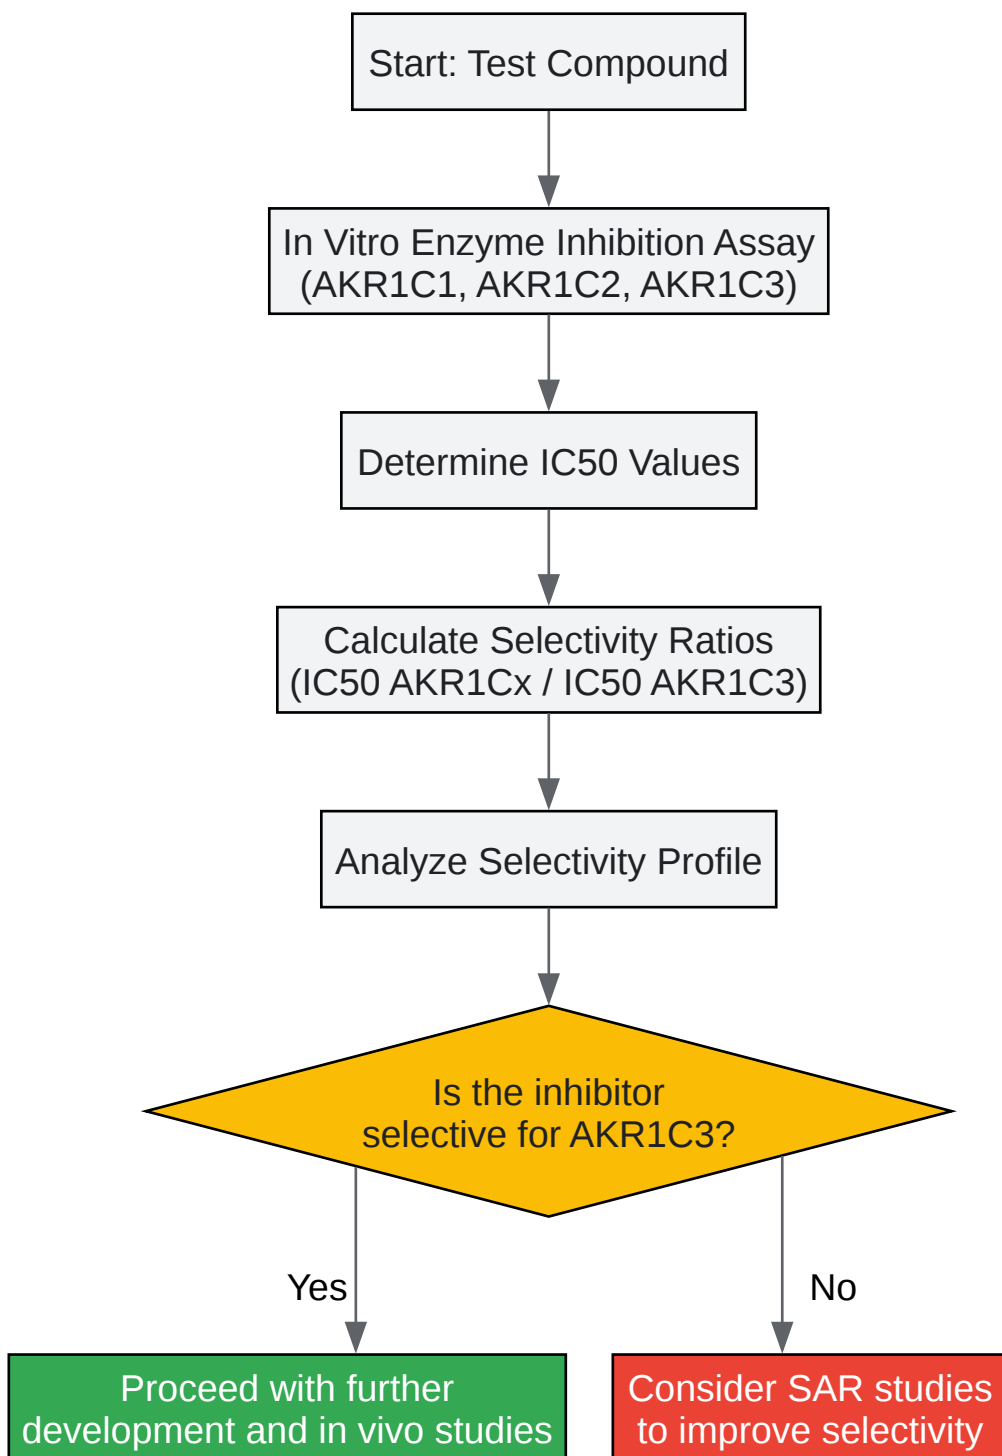 Start: Test Compound
In Vitro Enzyme Inhibition Assay
(AKR1C1, AKR1C2, AKR1C3)
Determine IC50 Values
Calculate Selectivity Ratios
(IC50 AKR1Cx / IC50 AKR1C3)
Analyze Selectivity Profile
Is the inhibitor
selective for AKR1C3?
Yes
No
Proceed with further
development and in vivo studies
Consider SAR studies
to improve selectivity